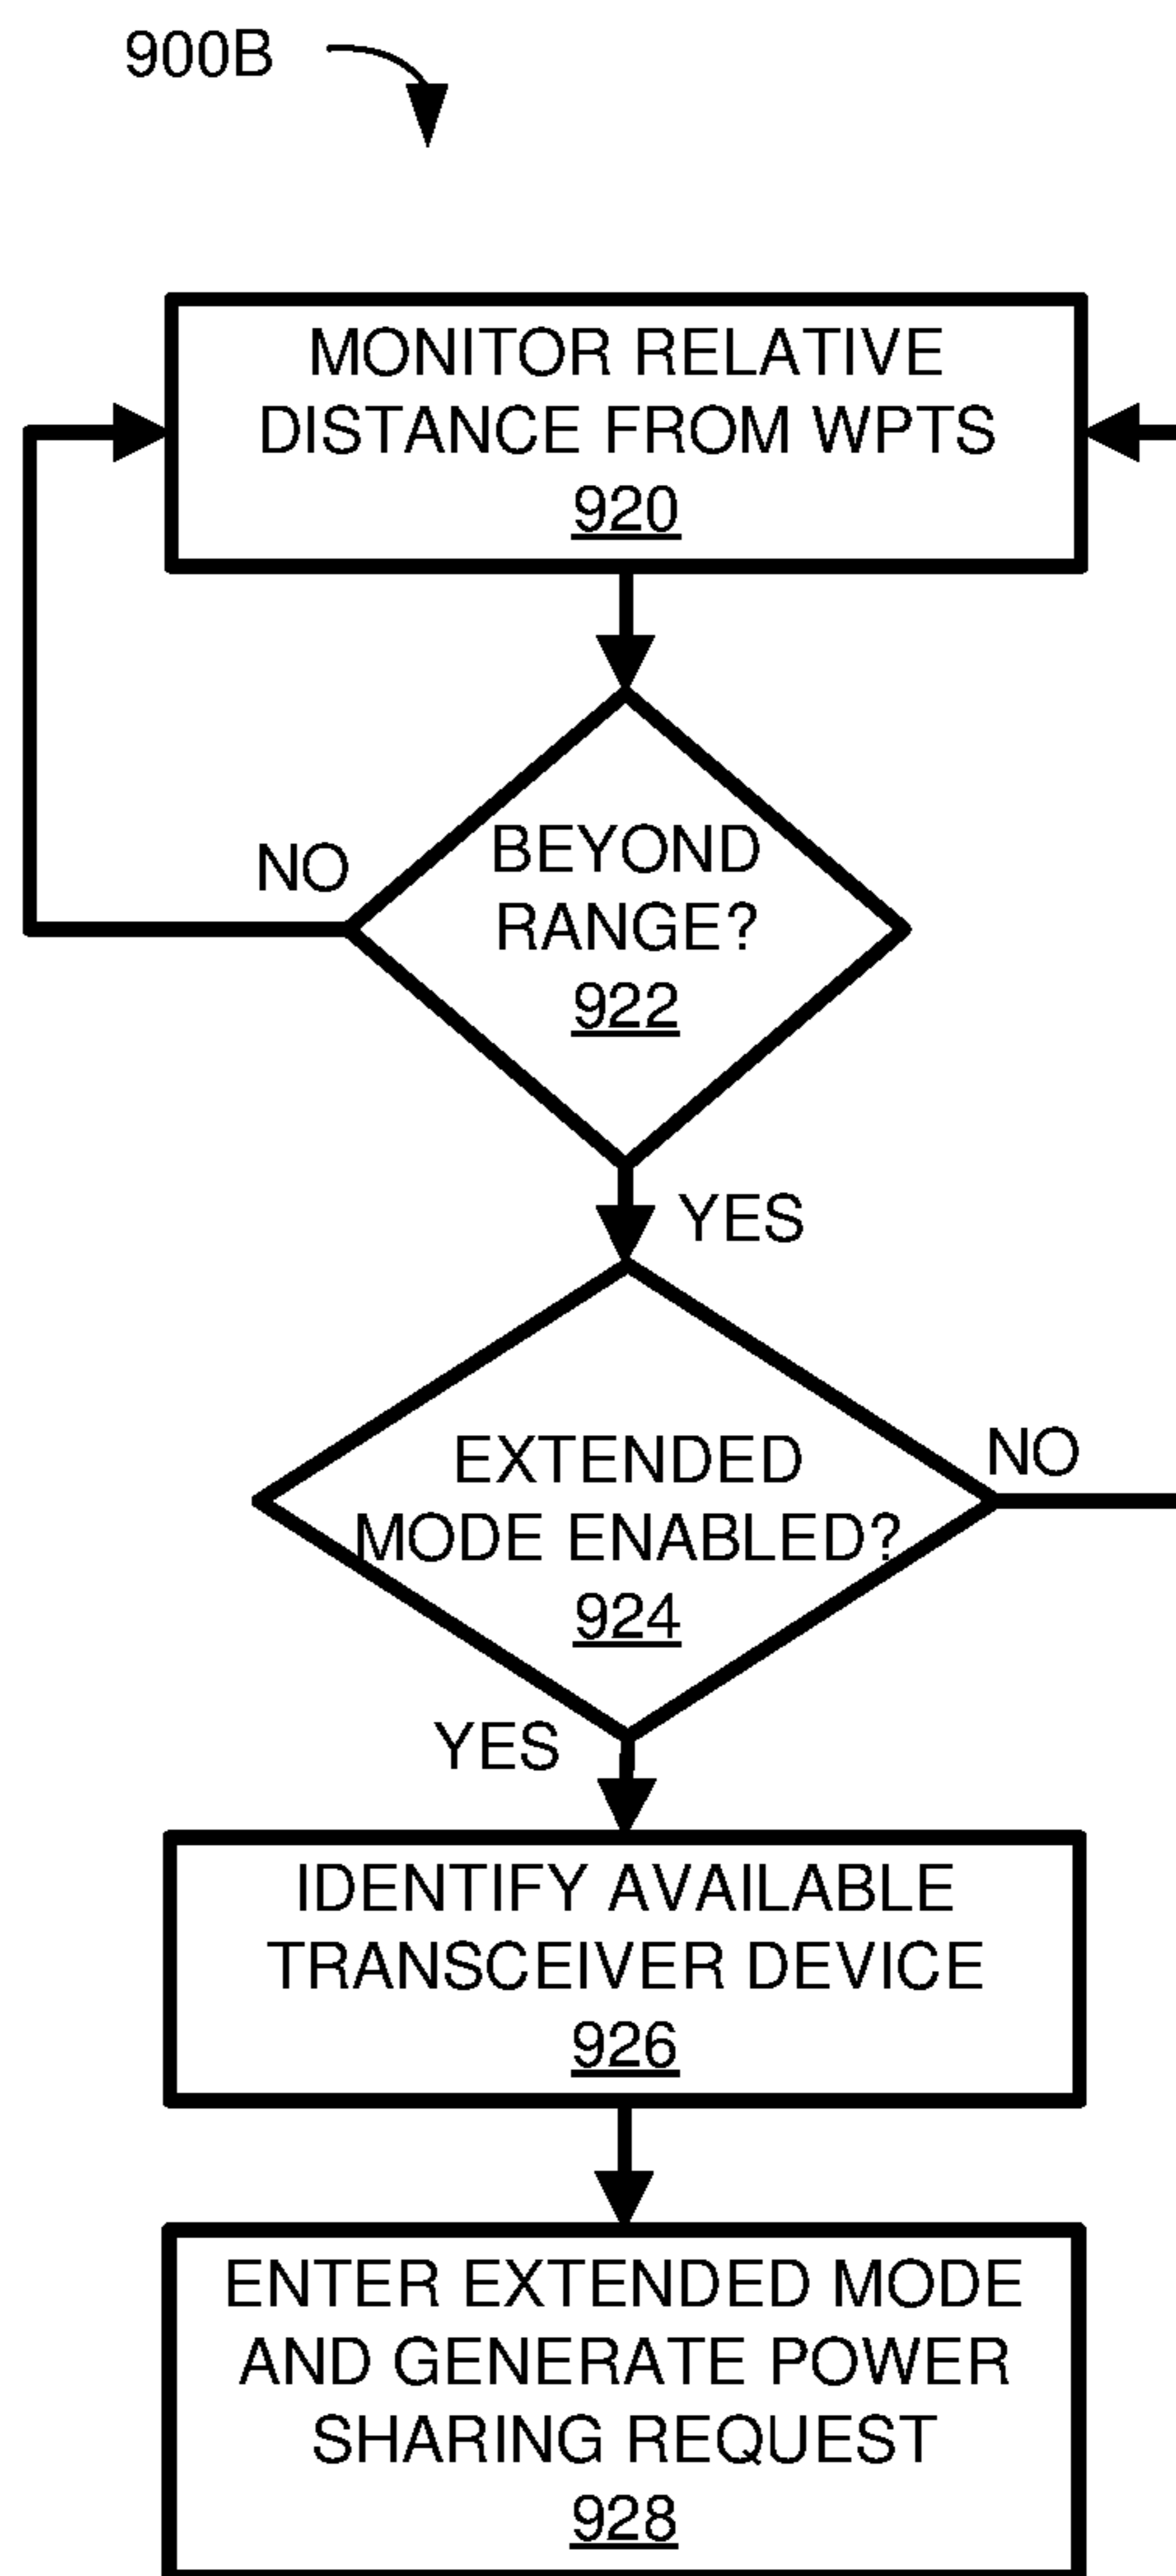 900B
MONITOR RELATIVE
DISTANCE FROM WPTS
920
BEYOND
RANGE?
922
NO
YES
EXTENDED
MODE ENABLED?
924
NO
YES
IDENTIFY AVAILABLE
TRANSCEIVER DEVICE
926
ENTER EXTENDED MODE
AND GENERATE POWER
SHARING REQUEST
928